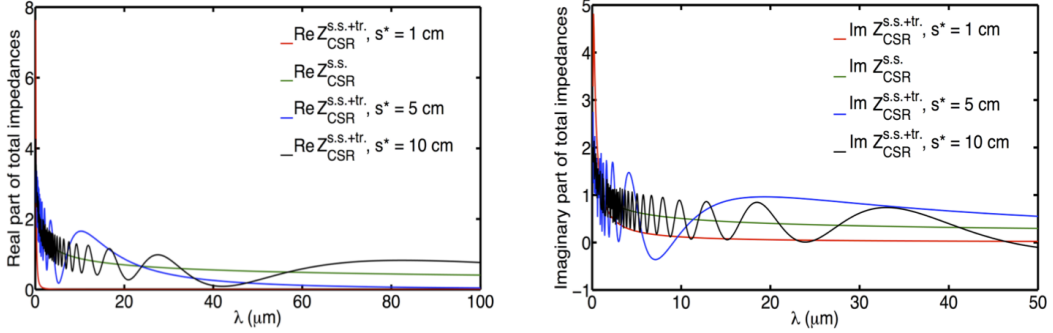 8
6
4
2
0
0 20 40 60 80 100
Real part of total impedances
λ (μm)
Re Z_CSR^s.s.+tr., s* = 1 cm
Re Z_CSR^s.s.
Re Z_CSR^s.s.+tr., s* = 5 cm
Re Z_CSR^s.s.+tr., s* = 10 cm
5
4
3
2
1
0
−1
0 10 20 30 40 50
Imaginary part of total impedances
λ (μm)
Im Z_CSR^s.s.+tr., s* = 1 cm
Im Z_CSR^s.s.
Im Z_CSR^s.s.+tr., s* = 5 cm
Im Z_CSR^s.s.+tr., s* = 10 cm